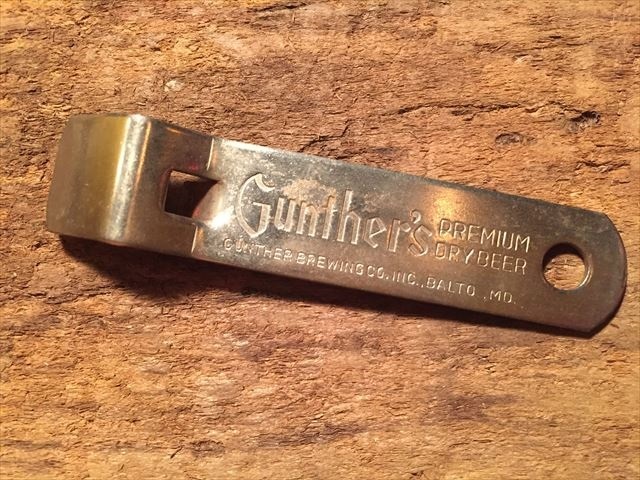 Gunther's PREMIUM
DRY BEER
GUNTHER BREWING CO., INC., BALTO., MD.